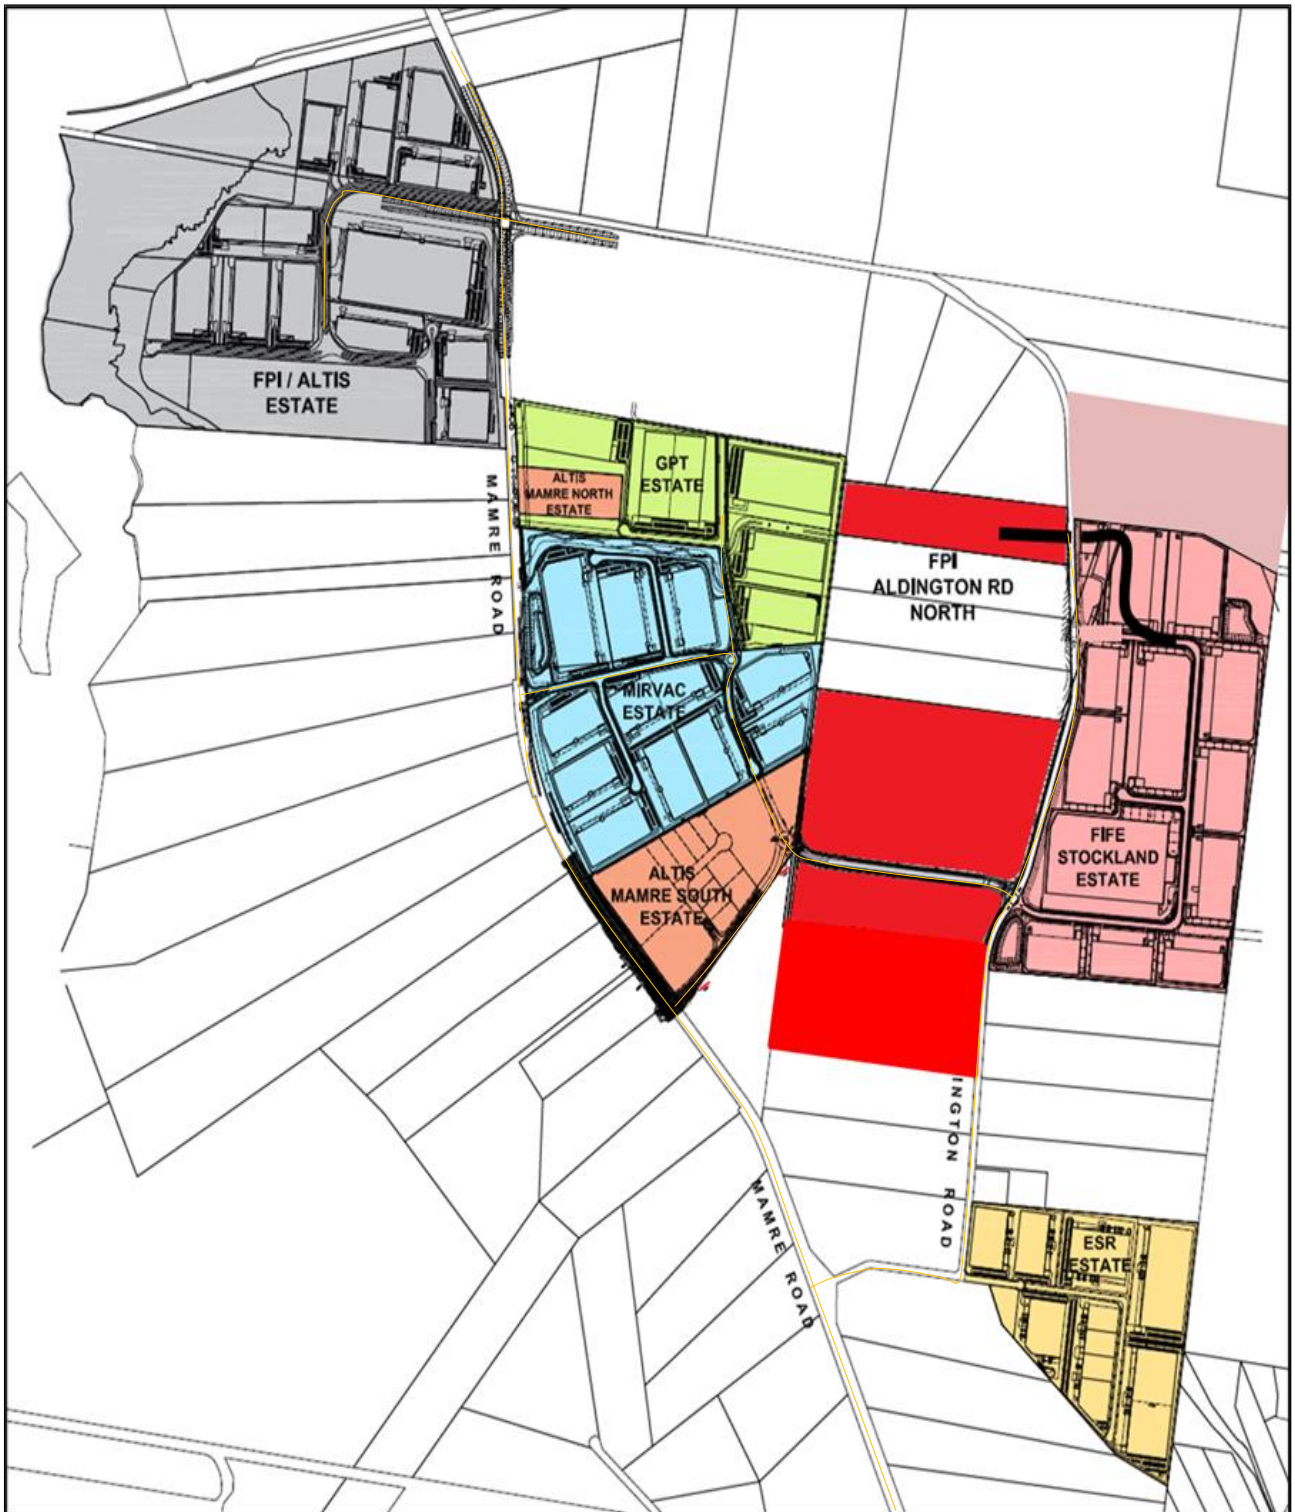 FPI / ALTIS
ESTATE
MAMRE ROAD
GPT
ESTATE
ALTIS
MAMRE NORTH
ESTATE
FPI
ALDINGTON RD
NORTH
MIRVAC
ESTATE
FIFE
STOCKLAND
ESTATE
ALTIS
MAMRE SOUTH
ESTATE
INGTON ROAD
MAMRE ROAD
ESR
ESTATE